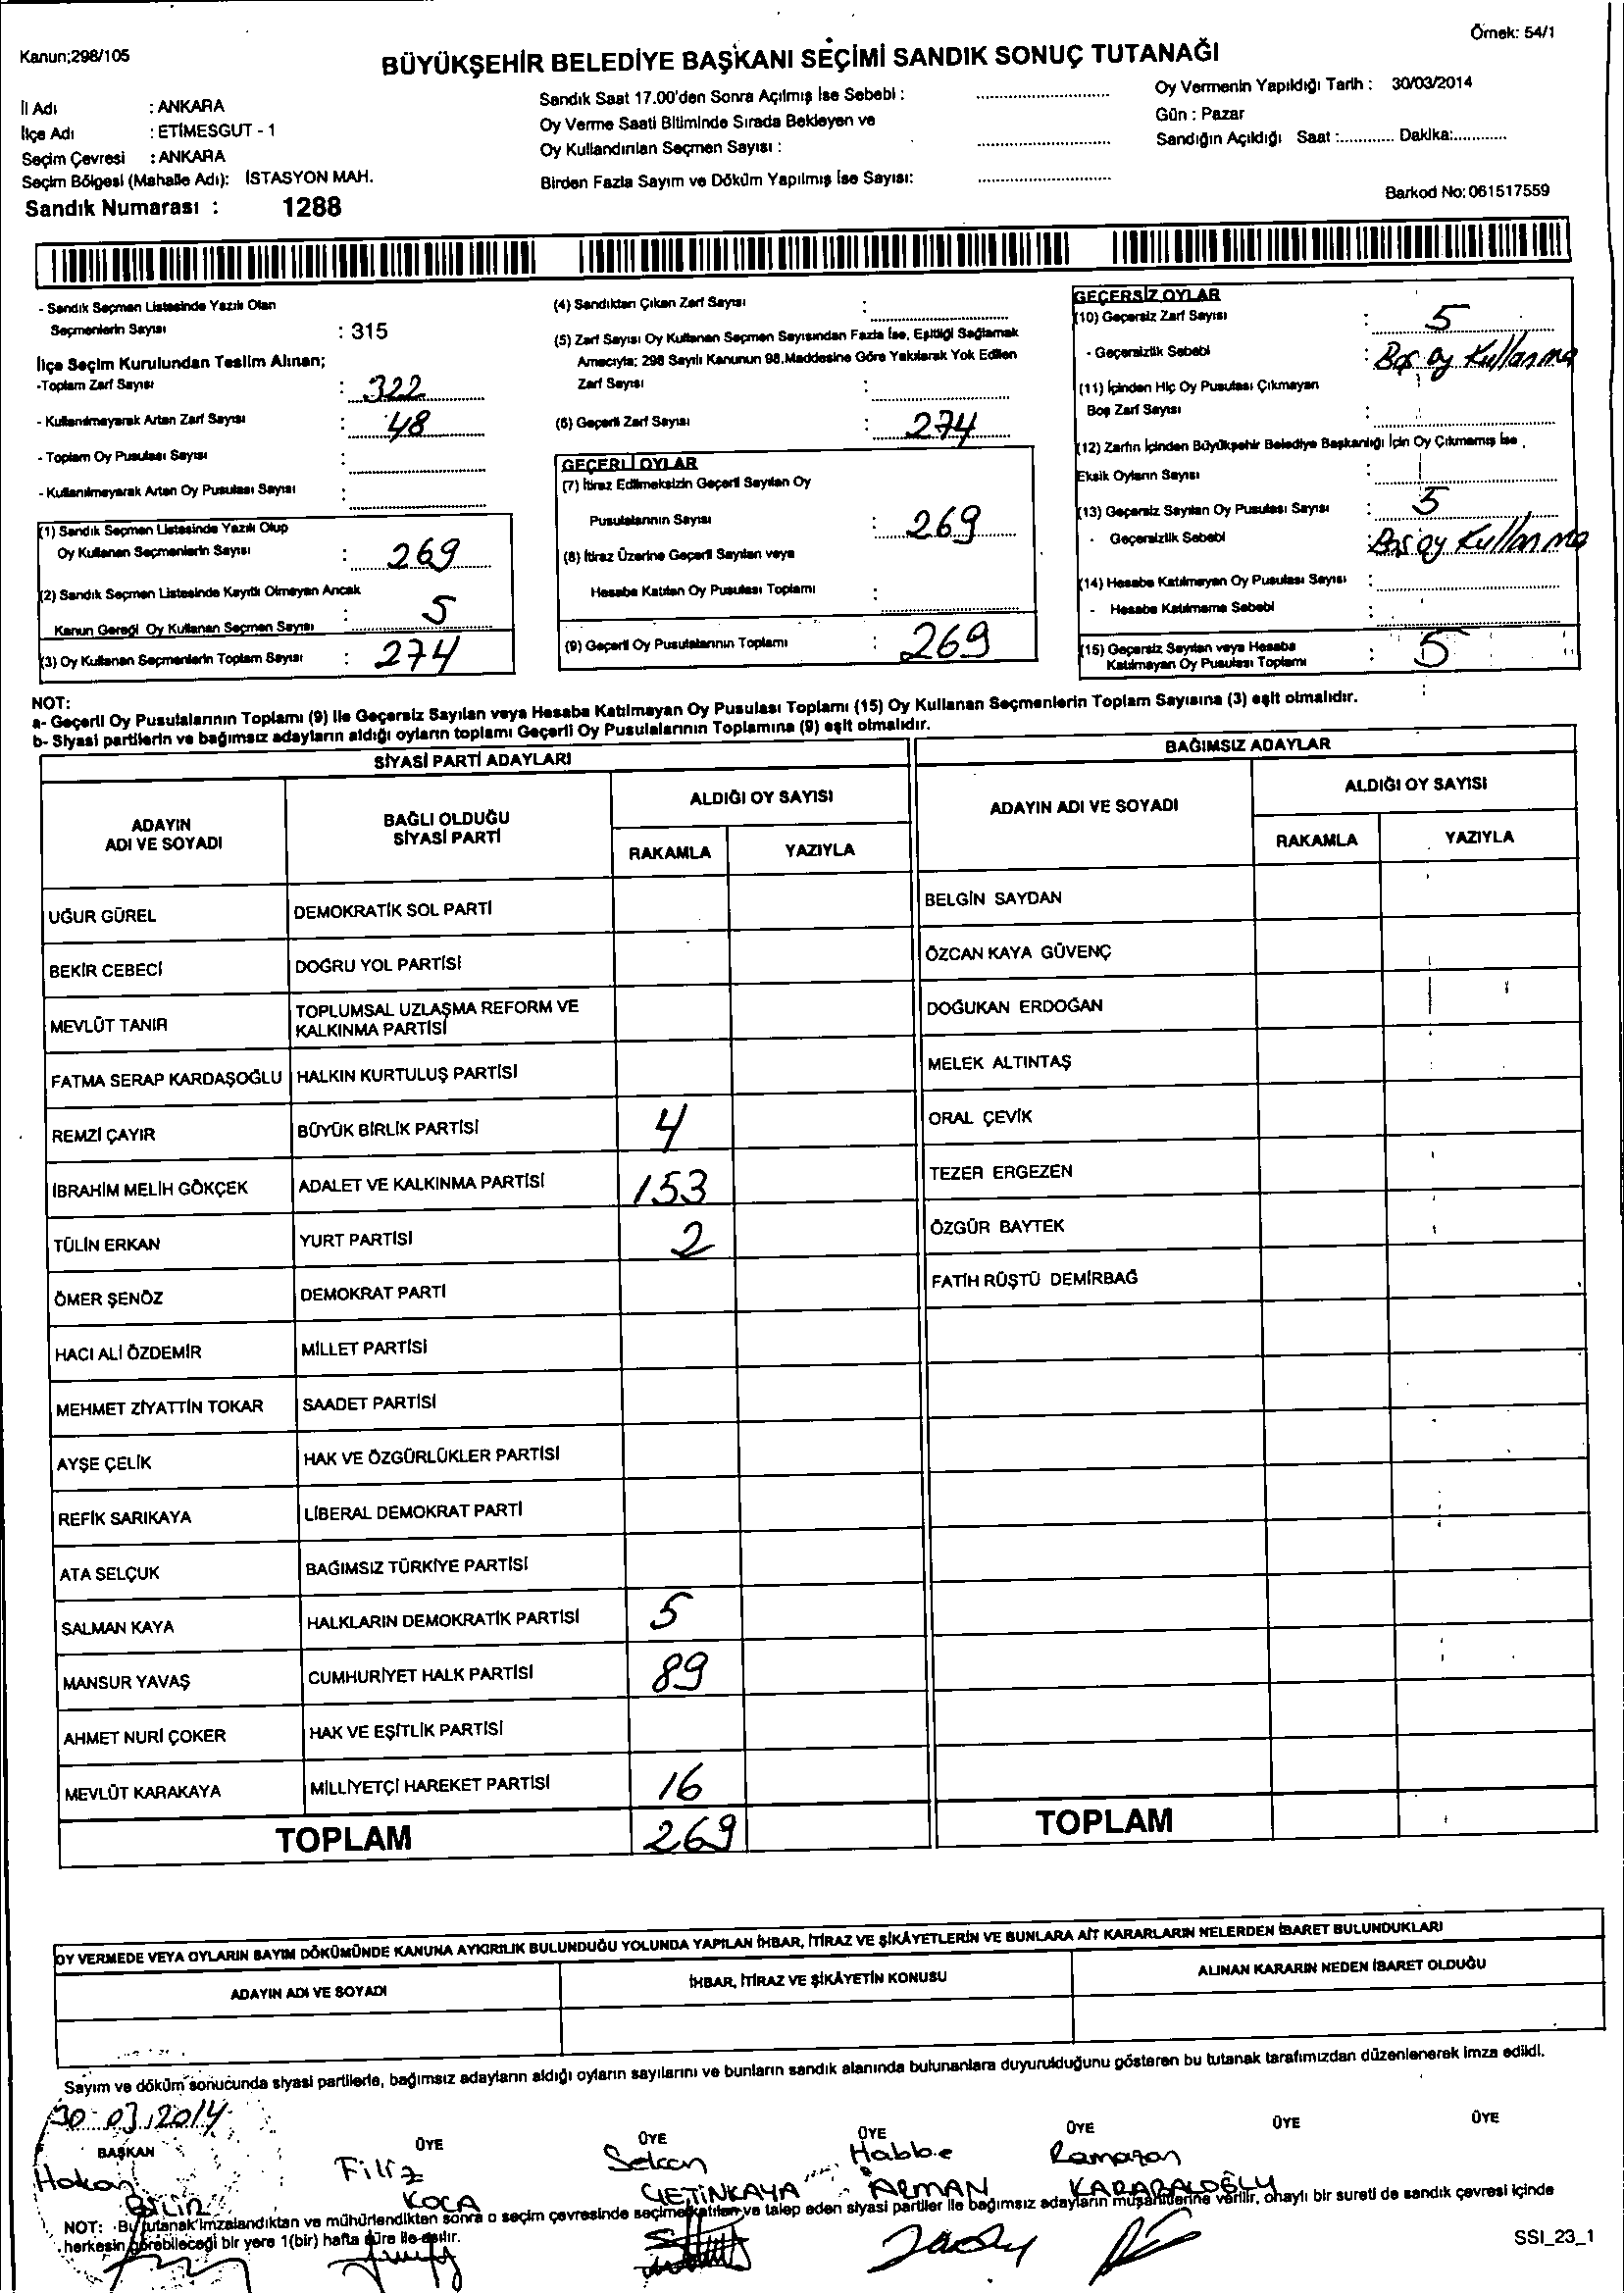 Kanun;298/105
Örnek: 54/1
BÜYÜKŞEHİR BELEDİYE BAŞKANI SEÇİMİ SANDIK SONUÇ TUTANAĞI
İl Adı : ANKARA
İlçe Adı : ETİMESGUT - 1
Seçim Çevresi : ANKARA
Seçim Bölgesi (Mahalle Adı): İSTASYON MAH.
Sandık Numarası : 1288
Sandık Saat 17.00'den Sonra Açılmış İse Sebebi :
Oy Verme Saati Bitiminde Sırada Bekleyen ve
Oy Kullandırılan Seçmen Sayısı :
Birden Fazla Sayım ve Döküm Yapılmış İse Sayısı:
Oy Vermenin Yapıldığı Tarih : 30/03/2014
Gün : Pazar
Sandığın Açıldığı Saat :............ Dakika:............
Barkod No: 061517559
- Sandık Seçmen Listesinde Yazılı Olan
Seçmenlerin Sayısı : 315
İlçe Seçim Kurulundan Teslim Alınan;
-Toplam Zarf Sayısı : 322
- Kullanılmayarak Artan Zarf Sayısı : 48
- Toplam Oy Pusulası Sayısı :
- Kullanılmayarak Artan Oy Pusulası Sayısı :
(1) Sandık Seçmen Listesinde Yazılı Olup
Oy Kullanan Seçmenlerin Sayısı : 269
(2) Sandık Seçmen Listesinde Kayıtlı Olmayan Ancak
Kanun Gereği Oy Kullanan Seçmen Sayısı : 5
(3) Oy Kullanan Seçmenlerin Toplam Sayısı : 274
(4) Sandıktan Çıkan Zarf Sayısı :
(5) Zarf Sayısı Oy Kullanan Seçmen Sayısından Fazla İse, Eşitliği Sağlamak
Amacıyla; 298 Sayılı Kanunun 98.Maddesine Göre Yakılarak Yok Edilen
Zarf Sayısı :
(6) Geçerli Zarf Sayısı : 274
GEÇERLİ OYLAR
(7) İtiraz Edilmeksizin Geçerli Sayılan Oy
Pusulalarının Sayısı : 269
(8) İtiraz Üzerine Geçerli Sayılan veya
Hesaba Katılan Oy Pusulası Toplamı :
(9) Geçerli Oy Pusulalarının Toplamı : 269
GEÇERSİZ OYLAR
(10) Geçersiz Zarf Sayısı : 5
- Geçersizlik Sebebi : Boş oy Kullanma
(11) İçinden Hiç Oy Pusulası Çıkmayan
Boş Zarf Sayısı :
(12) Zarfın İçinden Büyükşehir Belediye Başkanlığı İçin Oy Çıkmamış İse ,
Eksik Oyların Sayısı :
(13) Geçersiz Sayılan Oy Pusulası Sayısı : 5
- Geçersizlik Sebebi : Boş oy Kullanma
(14) Hesaba Katılmayan Oy Pusulası Sayısı :
- Hesaba Katılmama Sebebi :
(15) Geçersiz Sayılan veya Hesaba
Katılmayan Oy Pusulası Toplamı : 5
NOT:
a- Geçerli Oy Pusulalarının Toplamı (9) ile Geçersiz Sayılan veya Hesaba Katılmayan Oy Pusulası Toplamı (15) Oy Kullanan Seçmenlerin Toplam Sayısına (3) eşit olmalıdır.
b- Siyasi partilerin ve bağımsız adayların aldığı oyların toplamı Geçerli Oy Pusulalarının Toplamına (9) eşit olmalıdır.
SİYASİ PARTİ ADAYLARI
ADAYIN ADI VE SOYADI
BAĞLI OLDUĞU SİYASİ PARTİ
ALDIĞI OY SAYISI
RAKAMLA YAZIYLA
UĞUR GÜREL DEMOKRATİK SOL PARTİ
BEKİR CEBECİ DOĞRU YOL PARTİSİ
MEVLÜT TANIR TOPLUMSAL UZLAŞMA REFORM VE KALKINMA PARTİSİ
FATMA SERAP KARDAŞOĞLU HALKIN KURTULUŞ PARTİSİ
REMZİ ÇAYIR BÜYÜK BİRLİK PARTİSİ 4
İBRAHİM MELİH GÖKÇEK ADALET VE KALKINMA PARTİSİ 153
TÜLİN ERKAN YURT PARTİSİ 2
ÖMER ŞENÖZ DEMOKRAT PARTİ
HACI ALİ ÖZDEMİR MİLLET PARTİSİ
MEHMET ZİYATTİN TOKAR SAADET PARTİSİ
AYŞE ÇELİK HAK VE ÖZGÜRLÜKLER PARTİSİ
REFİK SARIKAYA LİBERAL DEMOKRAT PARTİ
ATA SELÇUK BAĞIMSIZ TÜRKİYE PARTİSİ
SALMAN KAYA HALKLARIN DEMOKRATİK PARTİSİ 5
MANSUR YAVAŞ CUMHURİYET HALK PARTİSİ 89
AHMET NURİ ÇOKER HAK VE EŞİTLİK PARTİSİ
MEVLÜT KARAKAYA MİLLİYETÇİ HAREKET PARTİSİ 16
TOPLAM 269
BAĞIMSIZ ADAYLAR
ADAYIN ADI VE SOYADI
ALDIĞI OY SAYISI
RAKAMLA YAZIYLA
BELGİN SAYDAN
ÖZCAN KAYA GÜVENÇ
DOĞUKAN ERDOĞAN
MELEK ALTINTAŞ
ORAL ÇEVİK
TEZER ERGEZEN
ÖZGÜR BAYTEK
FATİH RÜŞTÜ DEMİRBAĞ
TOPLAM
OY VERMEDE VEYA OYLARIN SAYIM DÖKÜMÜNDE KANUNA AYKIRILIK BULUNDUĞU YOLUNDA YAPILAN İHBAR, İTİRAZ VE ŞİKÂYETLERİN VE BUNLARA AİT KARARLARIN NELERDEN İBARET BULUNDUKLARI
ADAYIN ADI VE SOYADI
İHBAR, İTİRAZ VE ŞİKÂYETİN KONUSU
ALINAN KARARIN NEDEN İBARET OLDUĞU
Sayım ve döküm sonucunda siyasi partilerle, bağımsız adayların aldığı oyların sayılarını ve bunların sandık alanında bulunanlara duyurulduğunu gösteren bu tutanak tarafımızdan düzenlenerek imza edildi.
30.03.2014
BAŞKAN ÜYE ÜYE ÜYE ÜYE ÜYE ÜYE
Hakan Filiz Selcan Habbe Ramazan
BİLİR KOCA ÇETİNKAYA ARMAN
NOT: Bu tutanak imzalandıktan ve mühürlendikten sonra o seçim çevresinde seçime katılan ve talep eden siyasi partiler ile bağımsız adayların müşahitlerine verilir, onaylı bir sureti de sandık çevresi içinde
herkesin görebileceği bir yere 1(bir) hafta süre ile asılır.
SSI_23_1